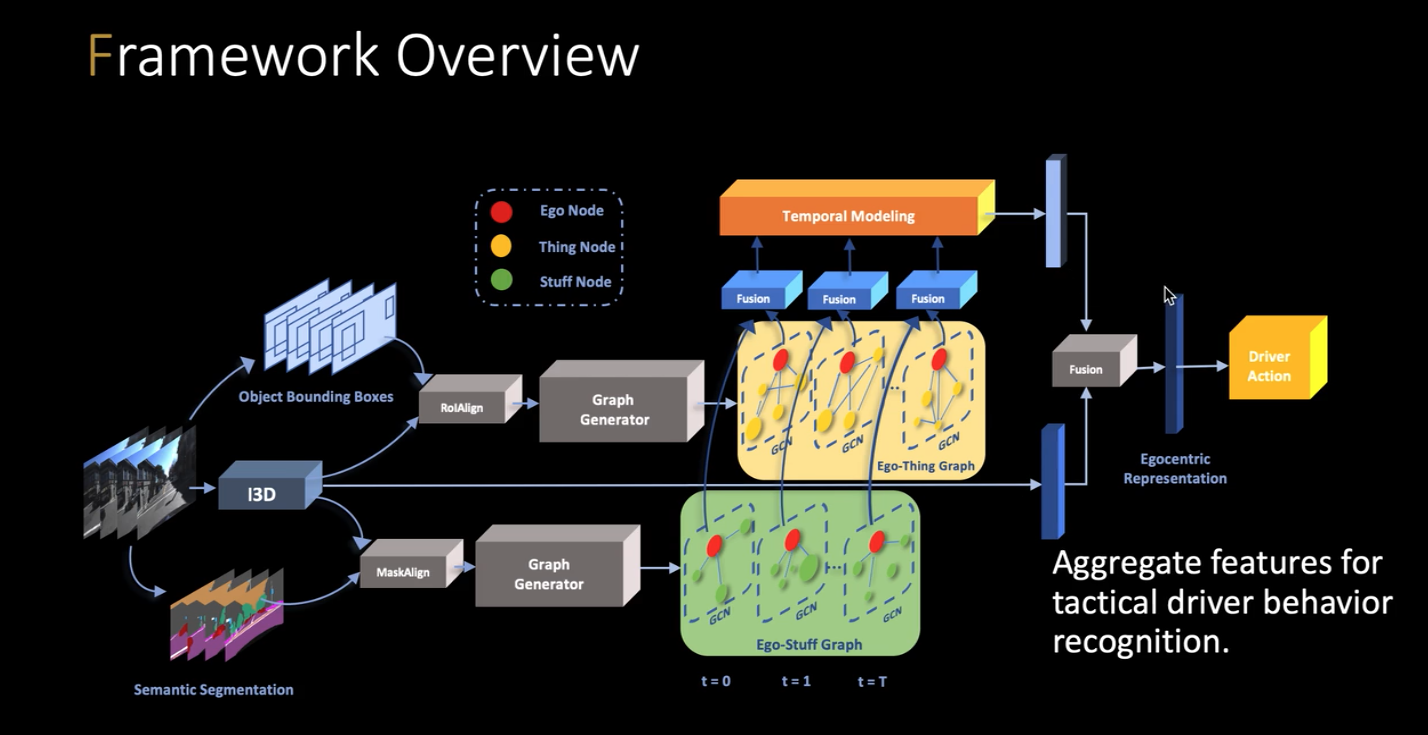 Framework Overview
Ego Node
Thing Node
Stuff Node
Temporal Modeling
Fusion
Fusion
Fusion
Object Bounding Boxes
RoIAlign
Graph
Generator
GCN
GCN
GCN
Ego-Thing Graph
Fusion
Driver
Action
Egocentric
Representation
I3D
MaskAlign
Graph
Generator
GCN
GCN
GCN
Ego-Stuff Graph
t = 0
t = 1
t = T
Semantic Segmentation
Aggregate features for
tactical driver behavior
recognition.